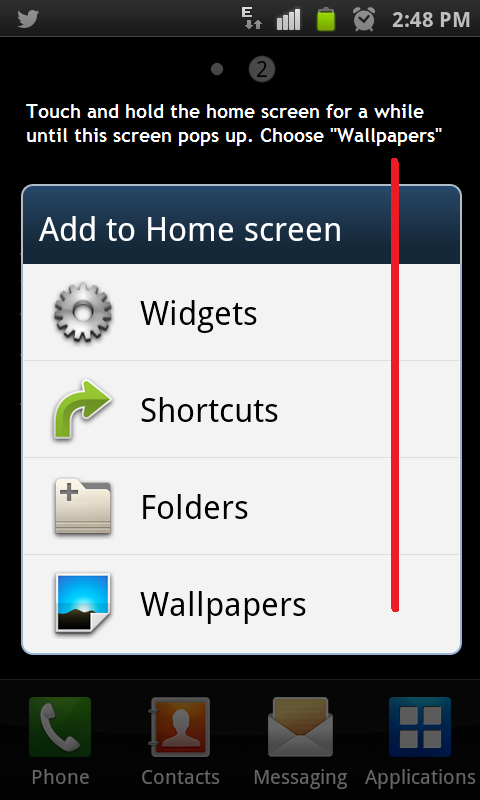 E
2:48 PM
2
Touch and hold the home screen for a while
until this screen pops up. Choose "Wallpapers"
Add to Home screen
Widgets
Shortcuts
Folders
Wallpapers
Phone Contacts Messaging Applications